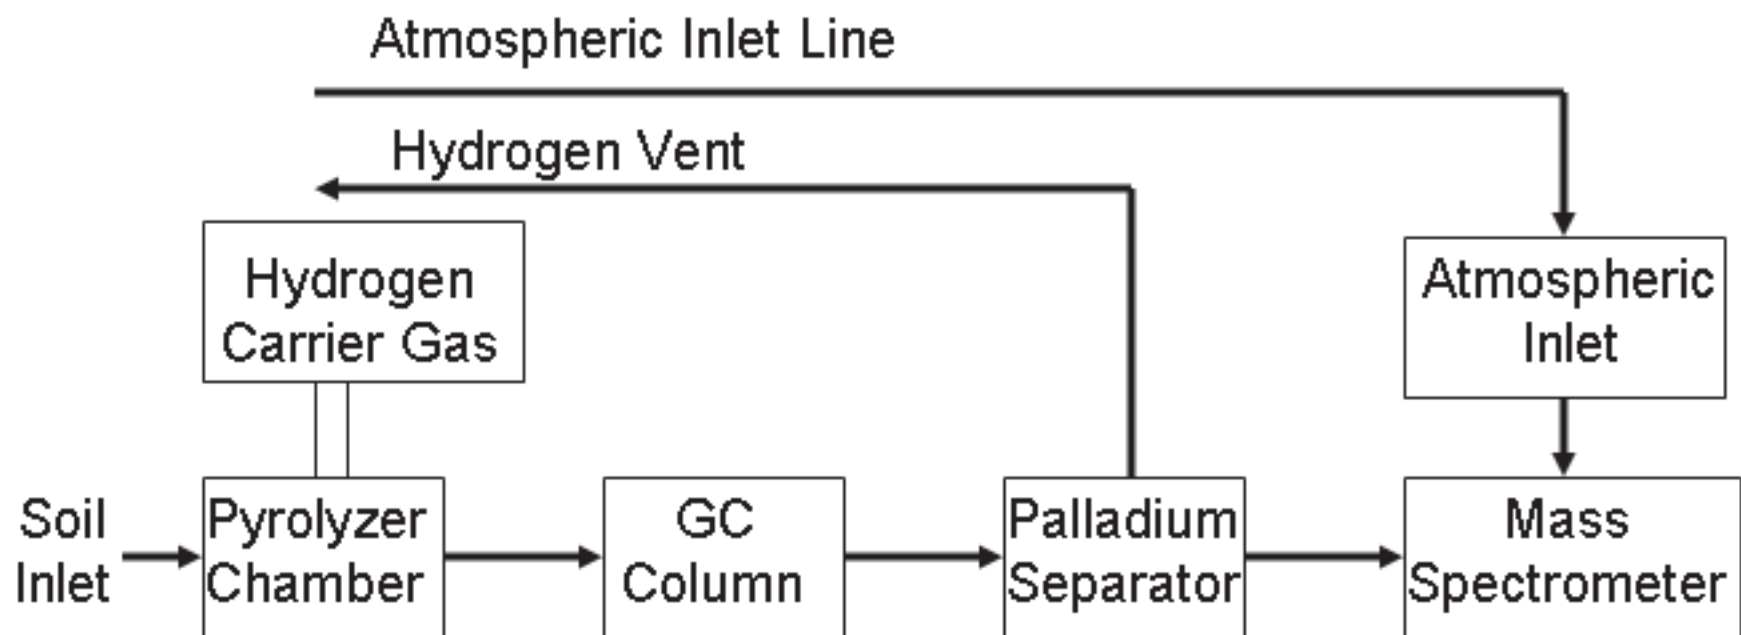 Atmospheric Inlet Line
Hydrogen Vent
Hydrogen
Carrier Gas
Atmospheric
Inlet
Soil
Inlet
Pyrolyzer
Chamber
GC
Column
Palladium
Separator
Mass
Spectrometer